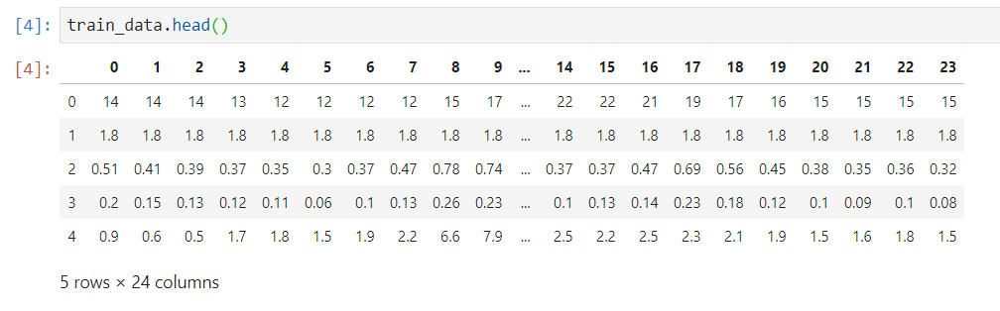 [4]: train_data.head()
[4]: 0 1 2 3 4 5 6 7 8 9 ... 14 15 16 17 18 19 20 21 22 23
0 14 14 14 13 12 12 12 12 15 17 ... 22 22 21 19 17 16 15 15 15 15
1 1.8 1.8 1.8 1.8 1.8 1.8 1.8 1.8 1.8 1.8 ... 1.8 1.8 1.8 1.8 1.8 1.8 1.8 1.8 1.8 1.8
2 0.51 0.41 0.39 0.37 0.35 0.3 0.37 0.47 0.78 0.74 ... 0.37 0.37 0.47 0.69 0.56 0.45 0.38 0.35 0.36 0.32
3 0.2 0.15 0.13 0.12 0.11 0.06 0.1 0.13 0.26 0.23 ... 0.1 0.13 0.14 0.23 0.18 0.12 0.1 0.09 0.1 0.08
4 0.9 0.6 0.5 1.7 1.8 1.5 1.9 2.2 6.6 7.9 ... 2.5 2.2 2.5 2.3 2.1 1.9 1.5 1.6 1.8 1.5
5 rows × 24 columns